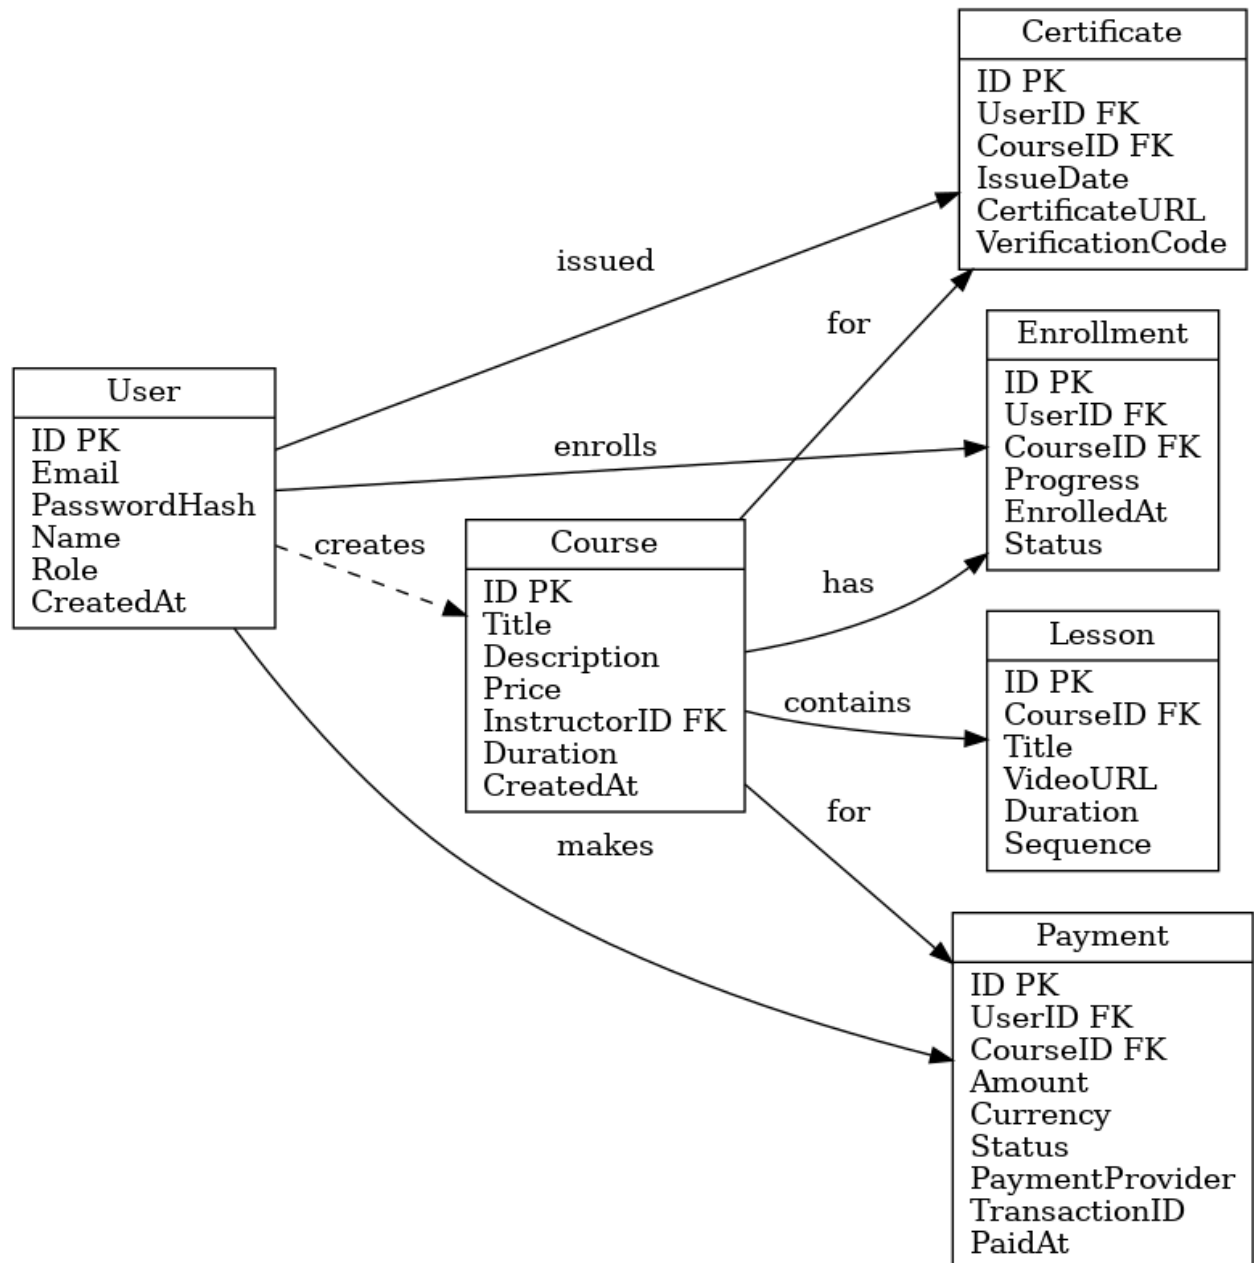 Certificate
ID PK
UserID FK
CourseID FK
IssueDate
CertificateURL
VerificationCode
issued
for
Enrollment
ID PK
UserID FK
CourseID FK
Progress
EnrolledAt
Status
User
ID PK
Email
PasswordHash
Name
Role
CreatedAt
enrolls
creates
Course
ID PK
Title
Description
Price
InstructorID FK
Duration
CreatedAt
has
contains
for
makes
Lesson
ID PK
CourseID FK
Title
VideoURL
Duration
Sequence
Payment
ID PK
UserID FK
CourseID FK
Amount
Currency
Status
PaymentProvider
TransactionID
PaidAt